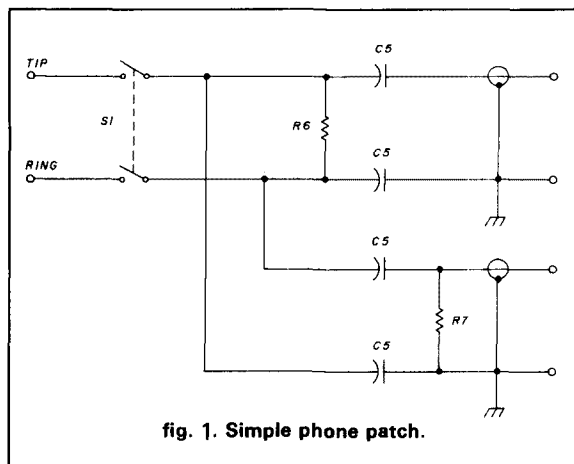 TIP
C5
S1
R6
RING
C5
C5
R7
C5
fig. 1. Simple phone patch.